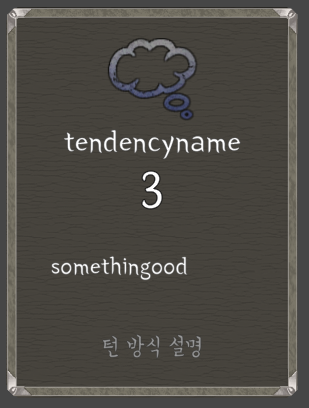 tendencyname
3
somethingood
턴 방식 설명